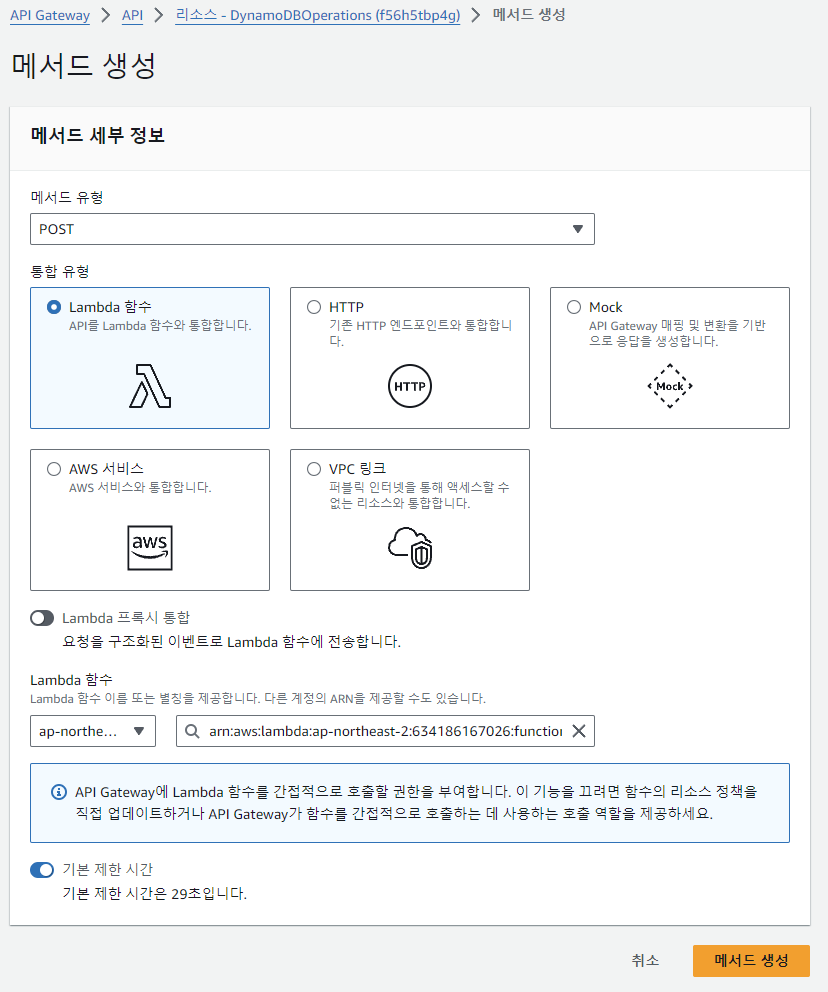 API Gateway > API > 리소스 - DynamoDBOperations (f56h5tbp4g) > 메서드 생성
메서드 생성
메서드 세부 정보
메서드 유형
POST
통합 유형
Lambda 함수
API를 Lambda 함수와 통합합니다.
HTTP
기존 HTTP 엔드포인트와 통합합니
다.
HTTP
Mock
API Gateway 매핑 및 변환을 기반
으로 응답을 생성합니다.
Mock
AWS 서비스
AWS 서비스와 통합합니다.
aws
VPC 링크
퍼블릭 인터넷을 통해 액세스할 수
없는 리소스와 통합합니다.
Lambda 프록시 통합
요청을 구조화된 이벤트로 Lambda 함수에 전송합니다.
Lambda 함수
Lambda 함수 이름 또는 별칭을 제공합니다. 다른 계정의 ARN을 제공할 수도 있습니다.
ap-northe...
arn:aws:lambda:ap-northeast-2:634186167026:function
API Gateway에 Lambda 함수를 간접적으로 호출할 권한을 부여합니다. 이 기능을 끄려면 함수의 리소스 정책을
직접 업데이트하거나 API Gateway가 함수를 간접적으로 호출하는 데 사용하는 호출 역할을 제공하세요.
기본 제한 시간
기본 제한 시간은 29초입니다.
취소
메서드 생성